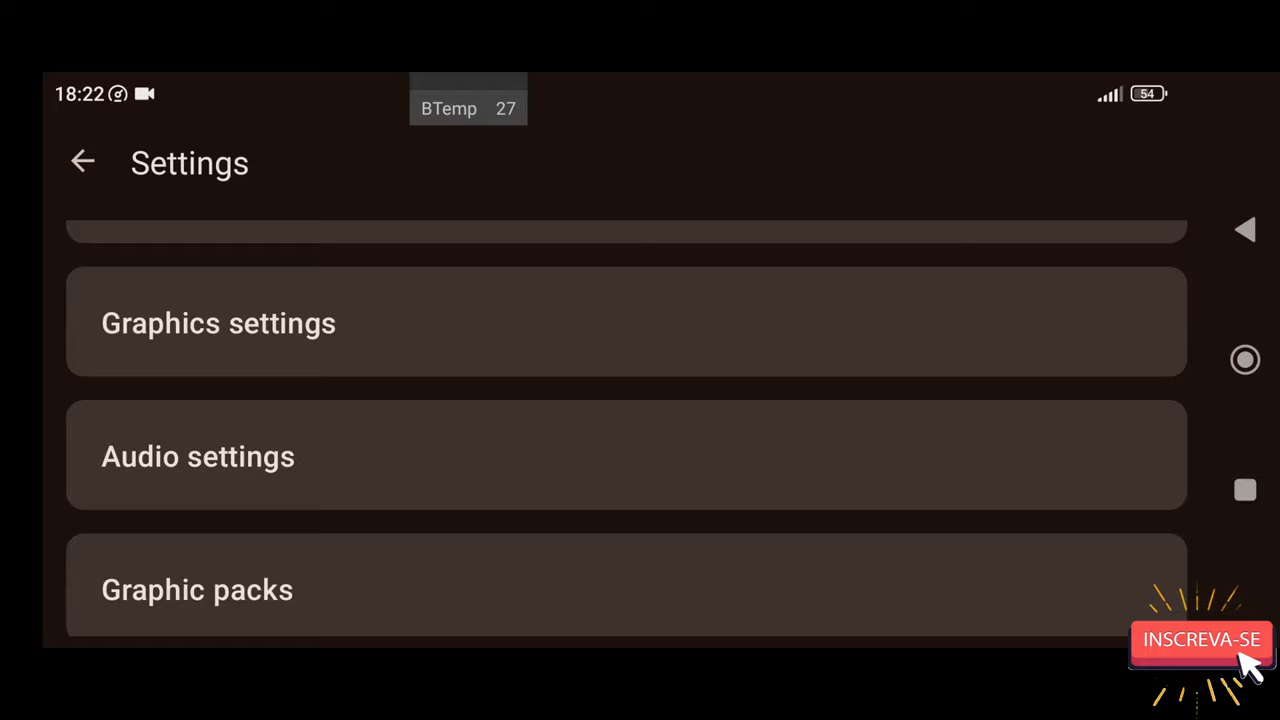 18:22
BTemp 27
54
Settings
Graphics settings
Audio settings
Graphic packs
INSCREVA-SE